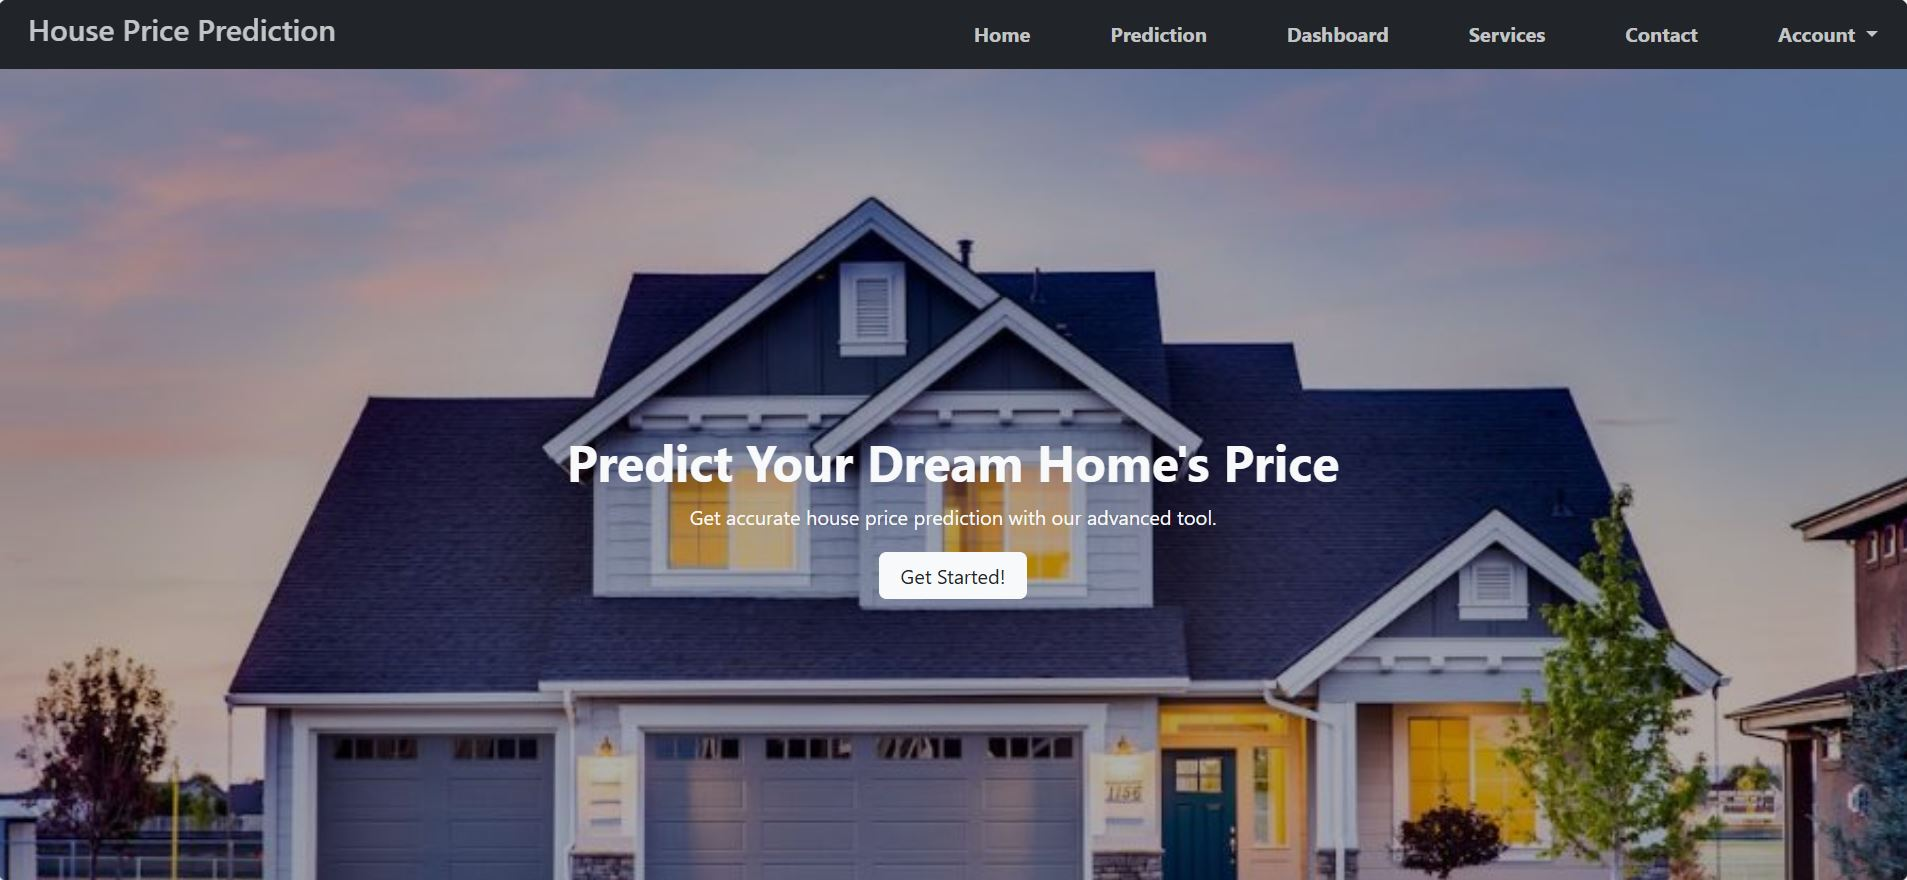 House Price Prediction
Home Prediction Dashboard Services Contact Account
Predict Your Dream Home's Price
Get accurate house price prediction with our advanced tool.
Get Started!
1156